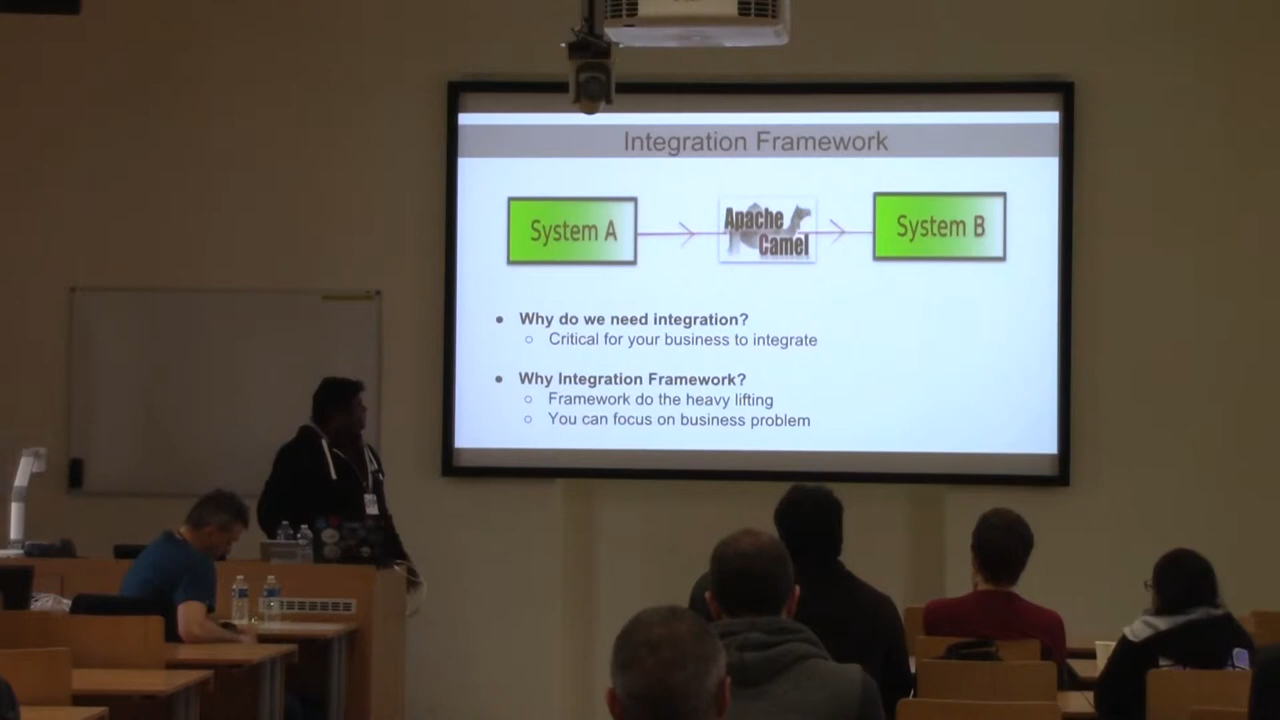 Integration Framework
System A
Apache
Camel
System B
Why do we need integration?
Critical for your business to integrate
Why Integration Framework?
Framework do the heavy lifting
You can focus on business problem